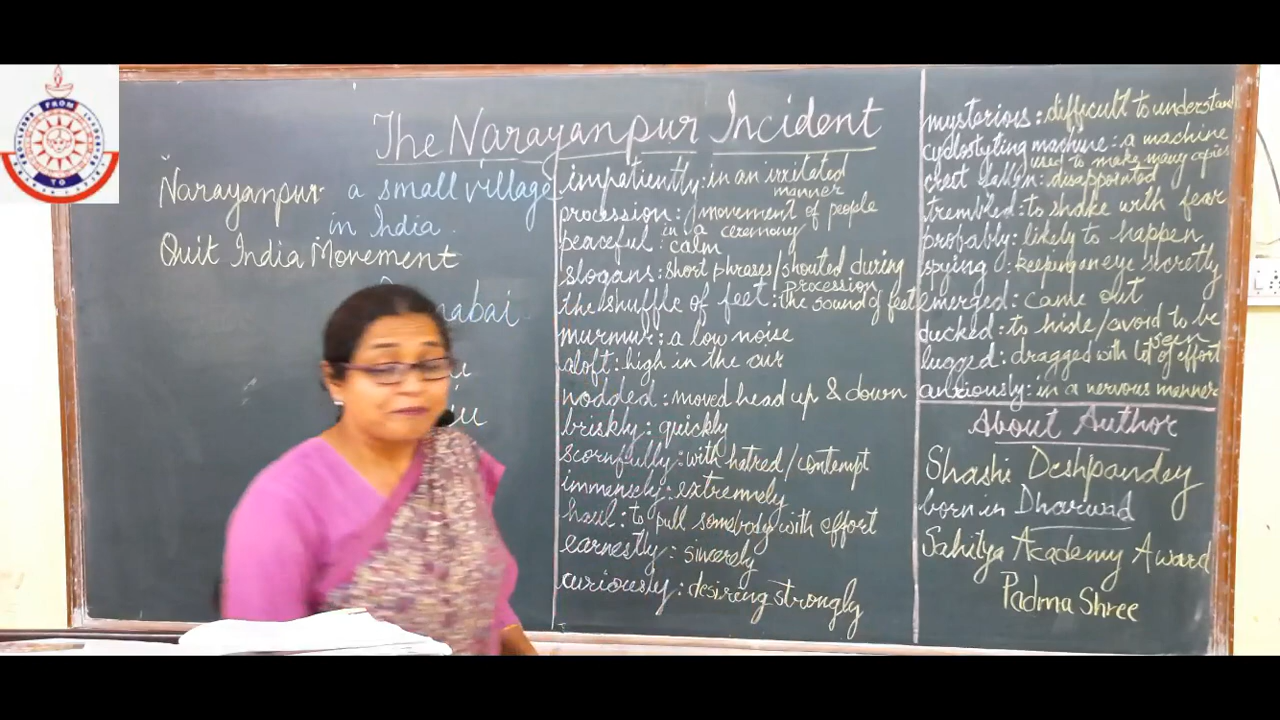 The Narayanpur Incident
Narayanpur a small village
in India.
Quit India Movement
nabai
impatiently: in an irritated
manner
procession: movement of people
in a ceremony
peaceful: calm
slogans: short phrases/shouted during
procession
the shuffle of feet: the sound of feet
murmur: a low noise
aloft: high in the air
nodded: moved head up & down
briskly: quickly
scornfully: with hatred/contempt
immensely: extremely
haul: to pull somebody with effort
earnestly: sincerely
curiously: desiring strongly
mysterious: difficult to understand
cyclostyling machine: a machine
used to make many copies
crest fallen: disappointed
trembled: to shake with fear
probably: likely to happen
spying: keeping an eye secretly
emerged: came out
ducked: to hide/avoid to be
seen
lugged: dragged with lot of effort
anxiously: in a nervous manner
About Author
Shashi Deshpandey
born in Dharwad
Sahitya Academy Award
Padma Shree
FROM
TO